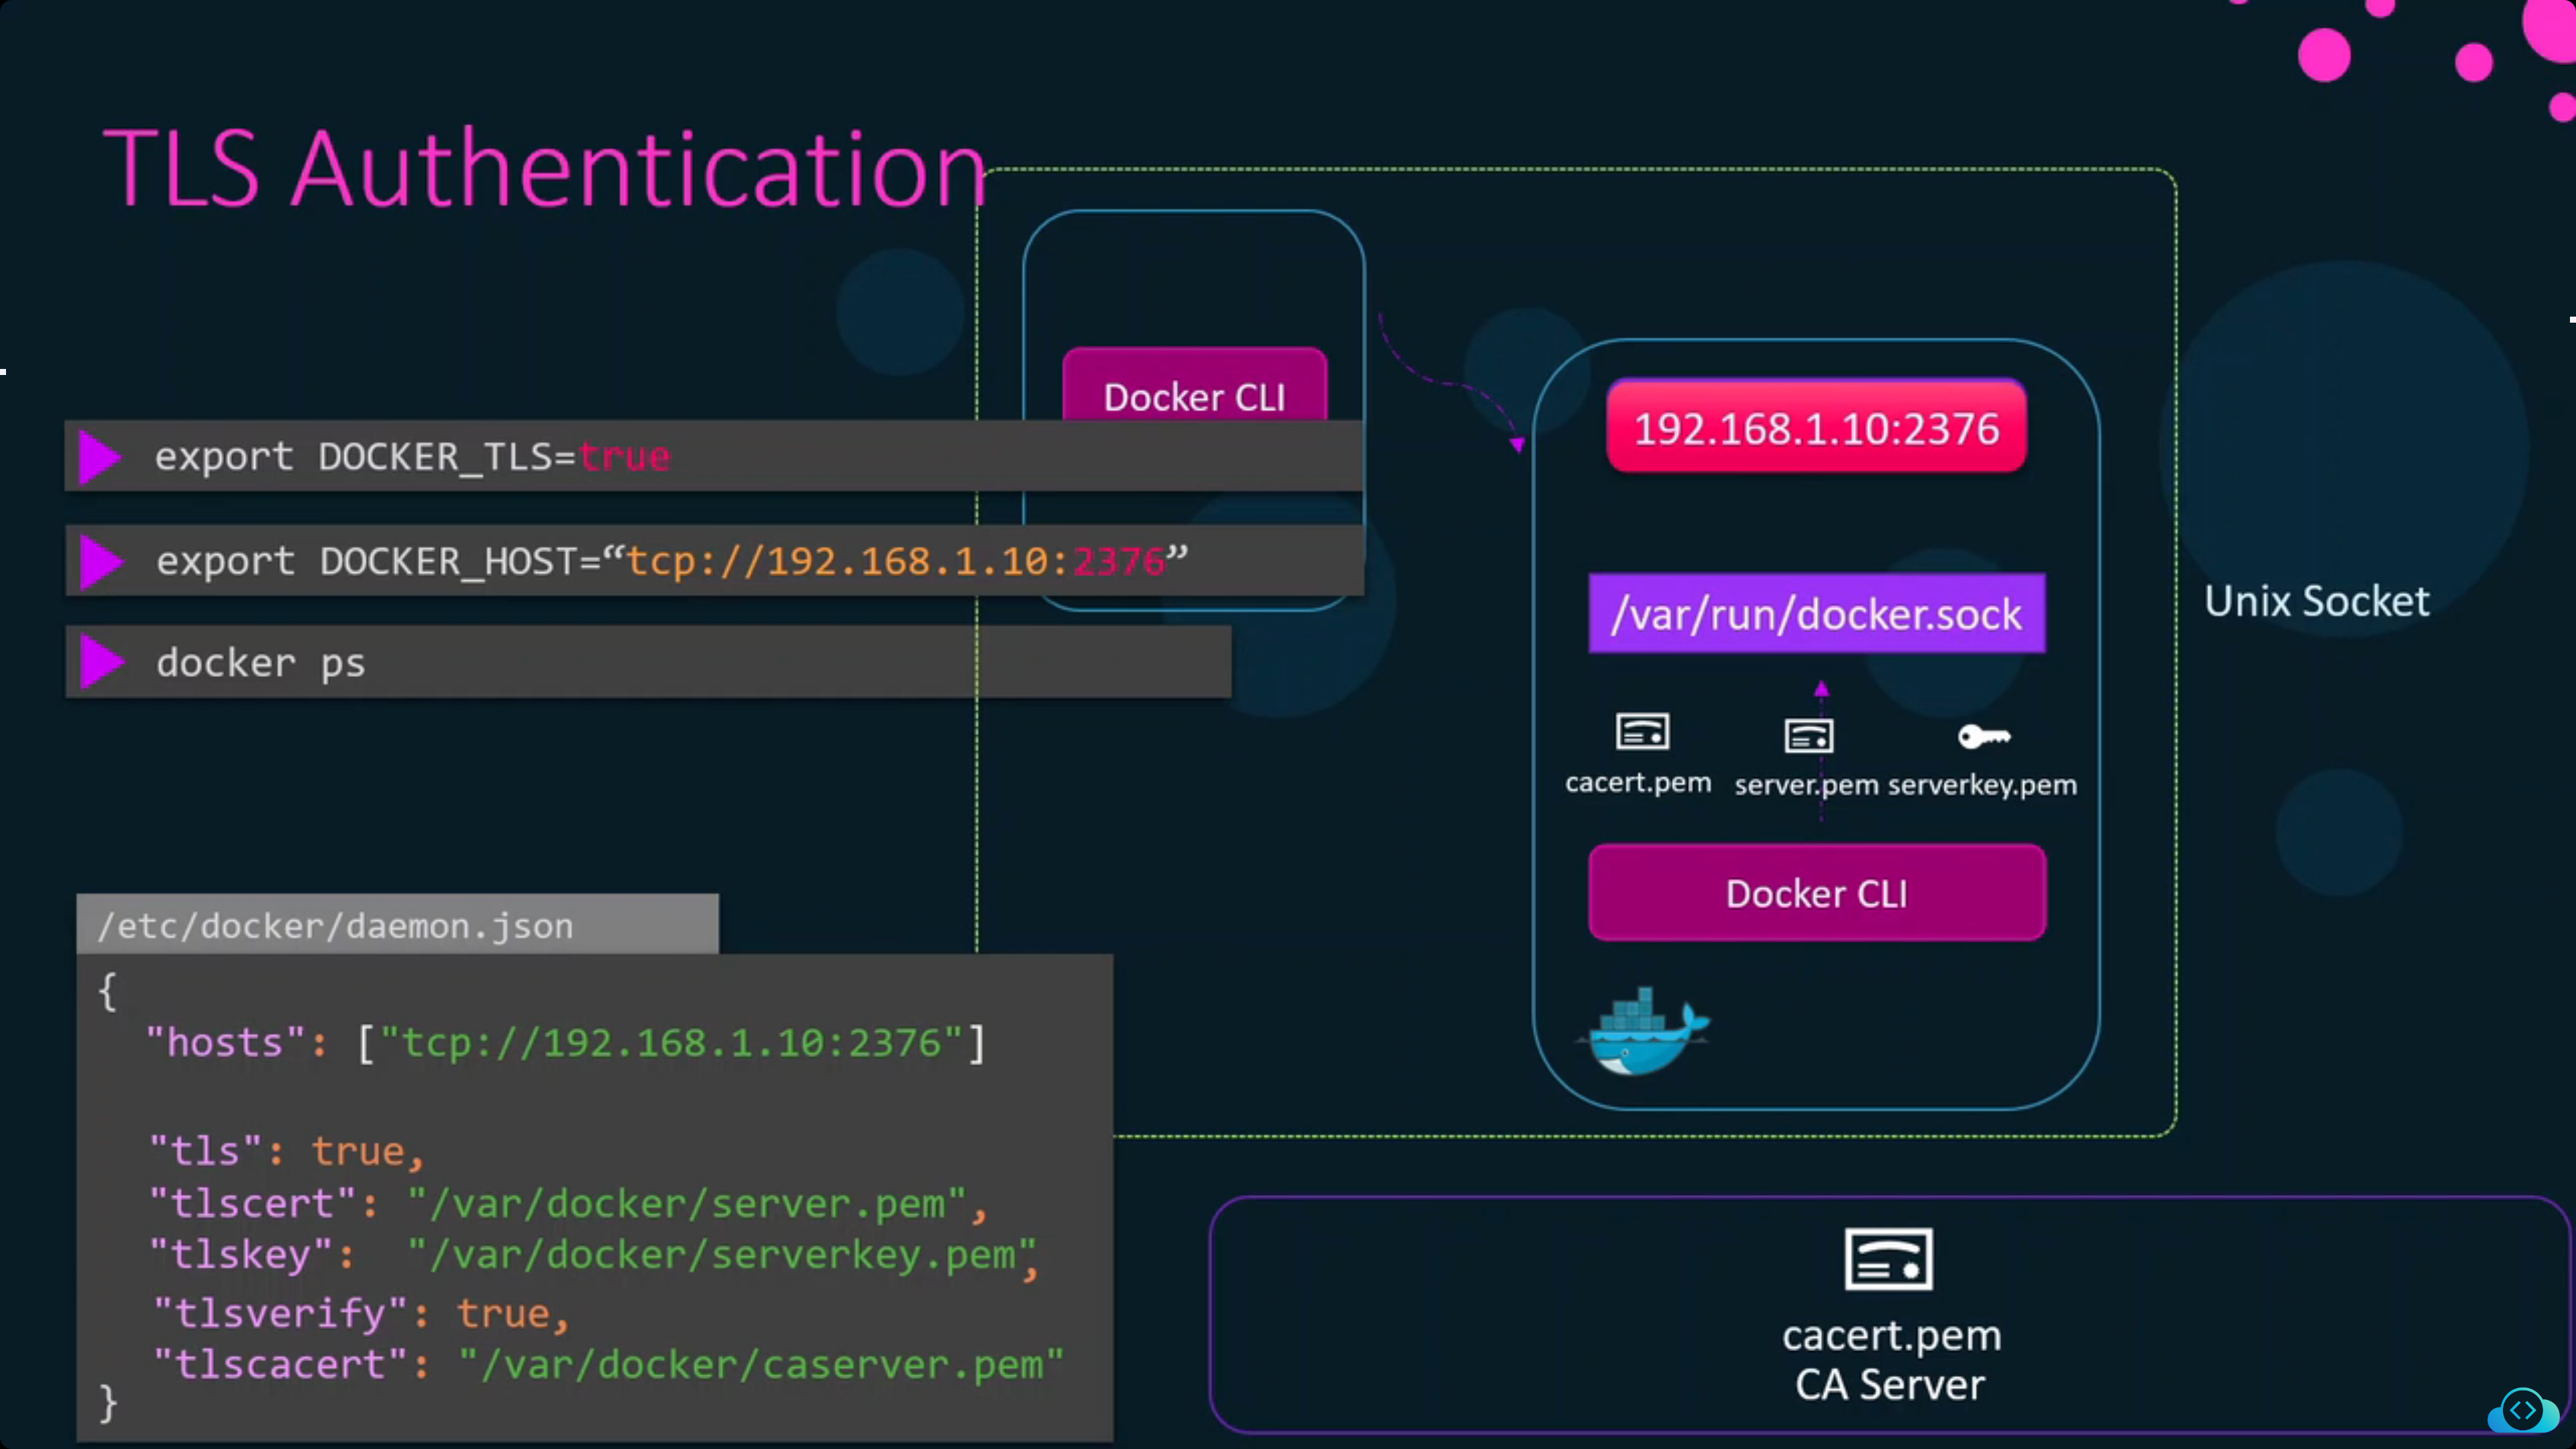 TLS Authentication
Docker CLI
export DOCKER_TLS=true
export DOCKER_HOST=“tcp://192.168.1.10:2376”
docker ps
192.168.1.10:2376
/var/run/docker.sock
Unix Socket
cacert.pem
server.pem
serverkey.pem
Docker CLI
/etc/docker/daemon.json
{
"hosts": ["tcp://192.168.1.10:2376"]
"tls": true,
"tlscert": "/var/docker/server.pem",
"tlskey": "/var/docker/serverkey.pem",
"tlsverify": true,
"tlscacert": "/var/docker/caserver.pem"
}
cacert.pem
CA Server